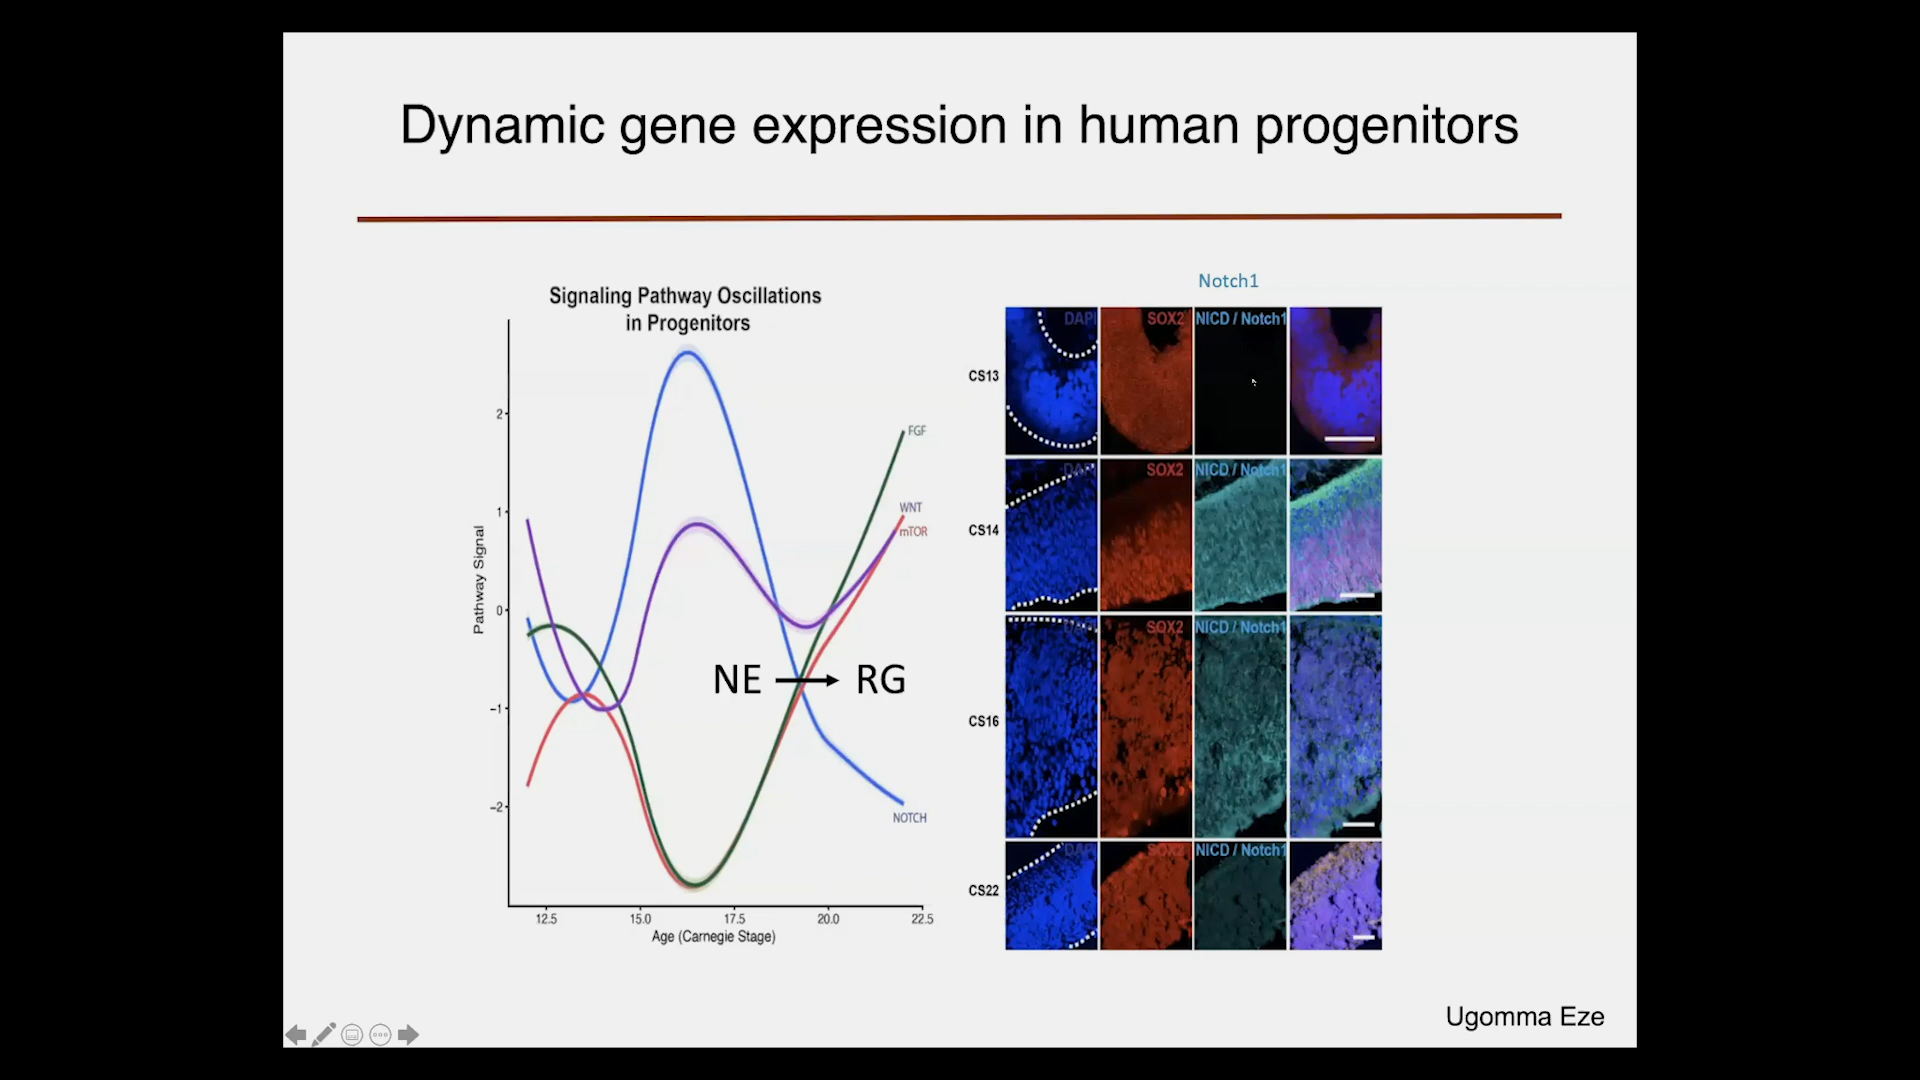 Dynamic gene expression in human progenitors
Signaling Pathway Oscillations
in Progenitors
Pathway Signal
2
1
0
−1
−2
12.5
15.0
17.5
20.0
22.5
Age (Carnegie Stage)
FGF
WNT
mTOR
NOTCH
NE
RG
Notch1
CS13
DAPI
SOX2
NICD / Notch1
CS14
DAPI
SOX2
NICD / Notch1
CS16
DAPI
SOX2
NICD / Notch1
CS22
DAPI
SOX2
NICD / Notch1
Ugomma Eze